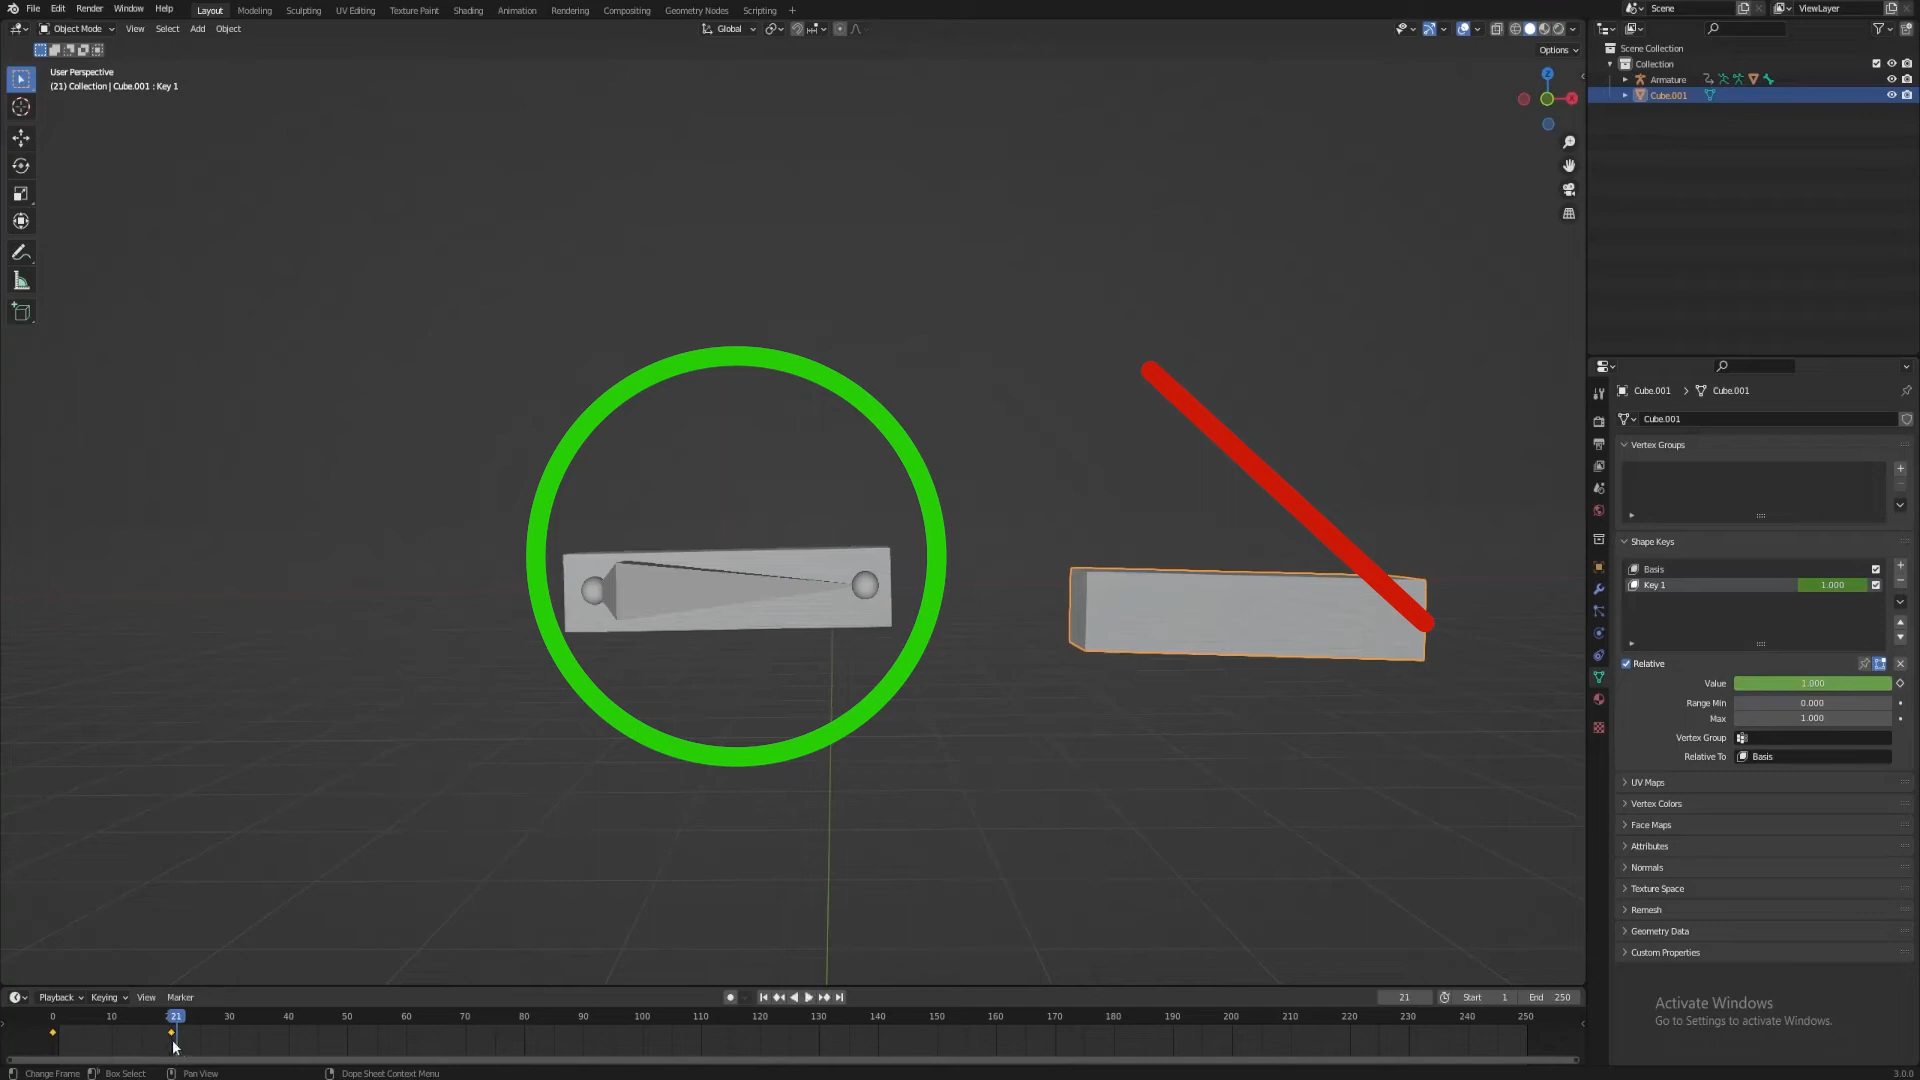 File Edit Render Window Help Layout Modeling Sculpting UV Editing Texture Paint Shading Animation Rendering Compositing Geometry Nodes Scripting + Scene ViewLayer
Object Mode View Select Add Object Global
Options
User Perspective
(21) Collection | Cube.001 : Key 1
Z
X
Scene Collection
Collection
Armature
Cube.001
Cube.001 > Cube.001
Cube.001
Vertex Groups
Shape Keys
Basis
Key 1 1.000
Relative
Value 1.000
Range Min 0.000
Max 1.000
Vertex Group
Relative To Basis
UV Maps
Vertex Colors
Face Maps
Attributes
Normals
Texture Space
Remesh
Geometry Data
Custom Properties
Activate Windows
Go to Settings to activate Windows.
Playback Keying View Marker 21 Start 1 End 250
0 10 21 30 40 50 60 70 80 90 100 110 120 130 140 150 160 170 180 190 200 210 220 230 240 250
Change Frame Box Select Pan View Dope Sheet Context Menu 3.0.0